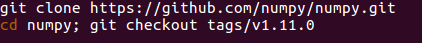 git clone https://github.com/numpy/numpy.git
cd numpy; git checkout tags/v1.11.0